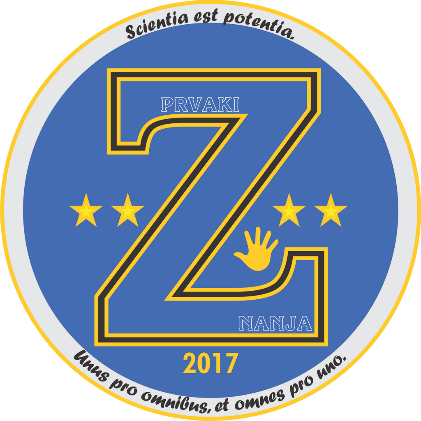 Scientia est potentia.
PRVAKI
Z
NANJA
2017
Unus pro omnibus, et omnes pro uno.